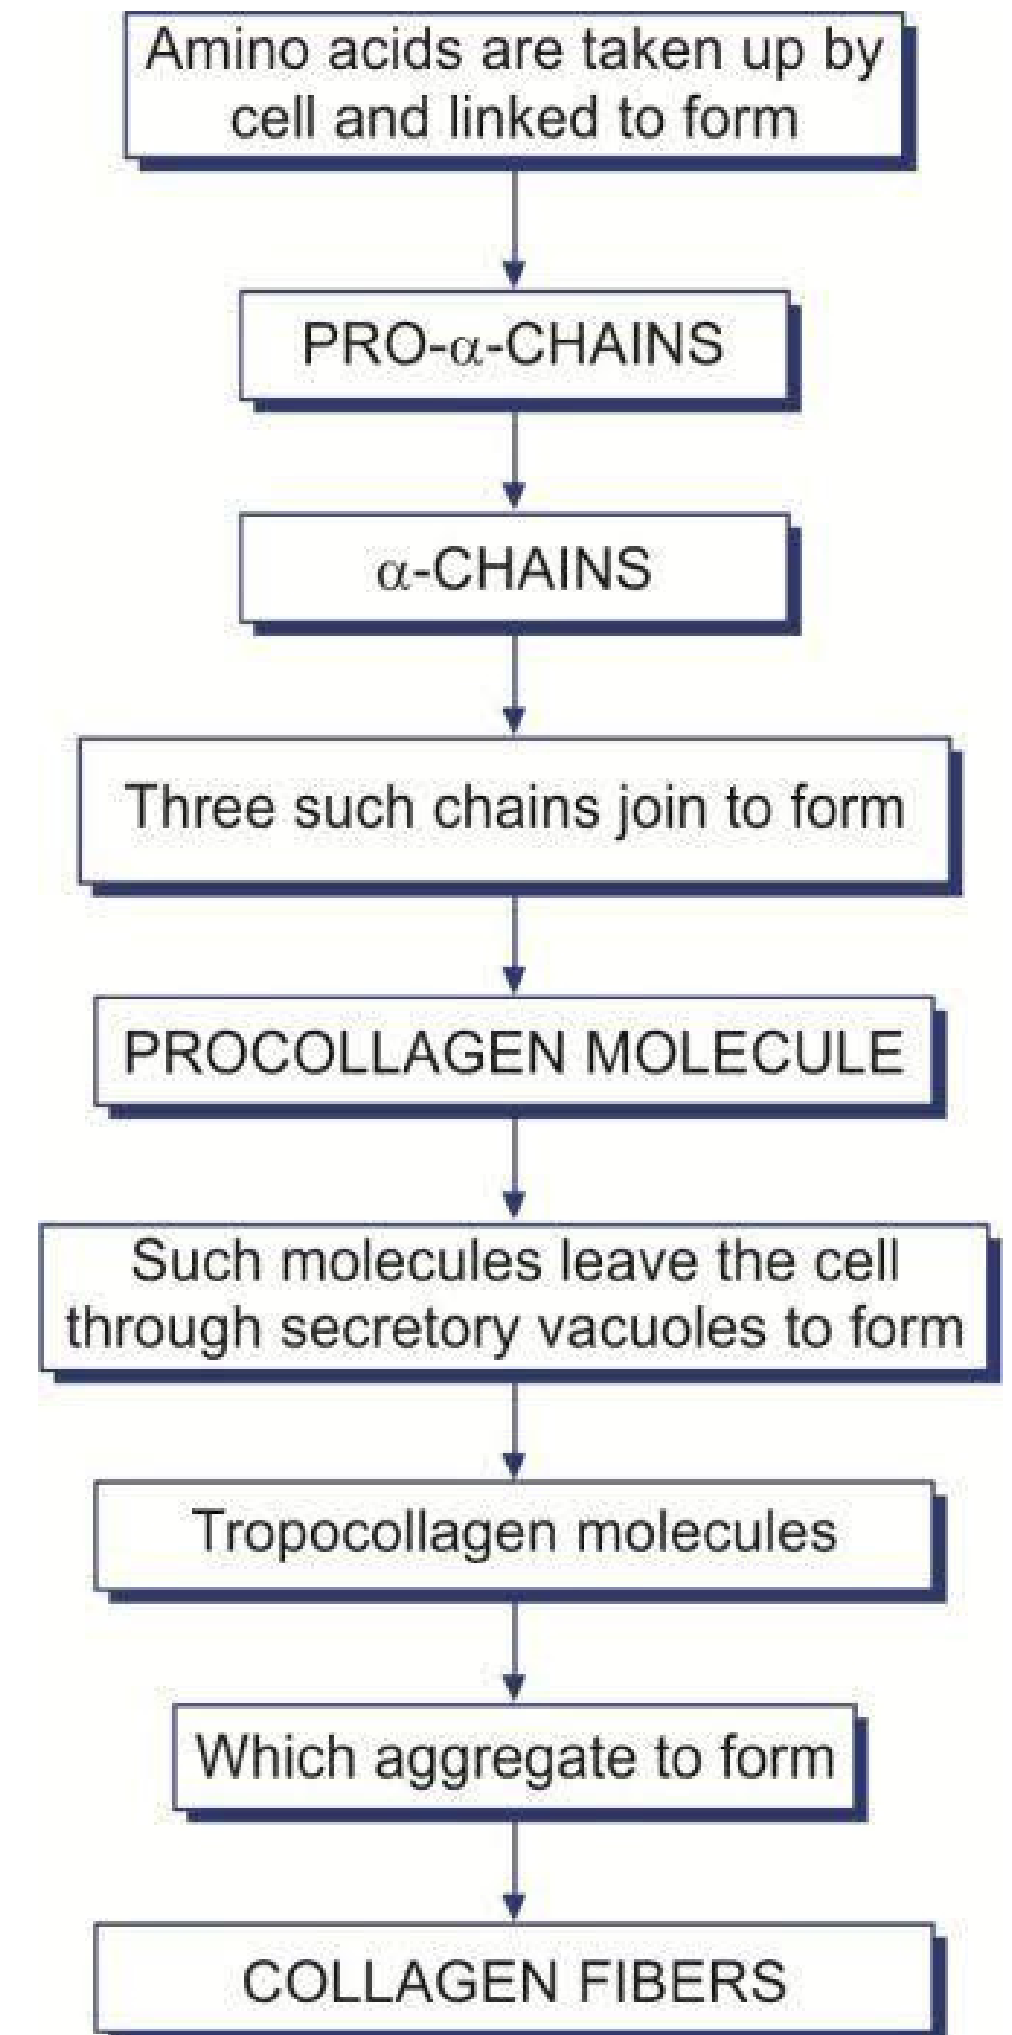 Amino acids are taken up by
cell and linked to form
PRO-α-CHAINS
α-CHAINS
Three such chains join to form
PROCOLLAGEN MOLECULE
Such molecules leave the cell
through secretory vacuoles to form
Tropocollagen molecules
Which aggregate to form
COLLAGEN FIBERS